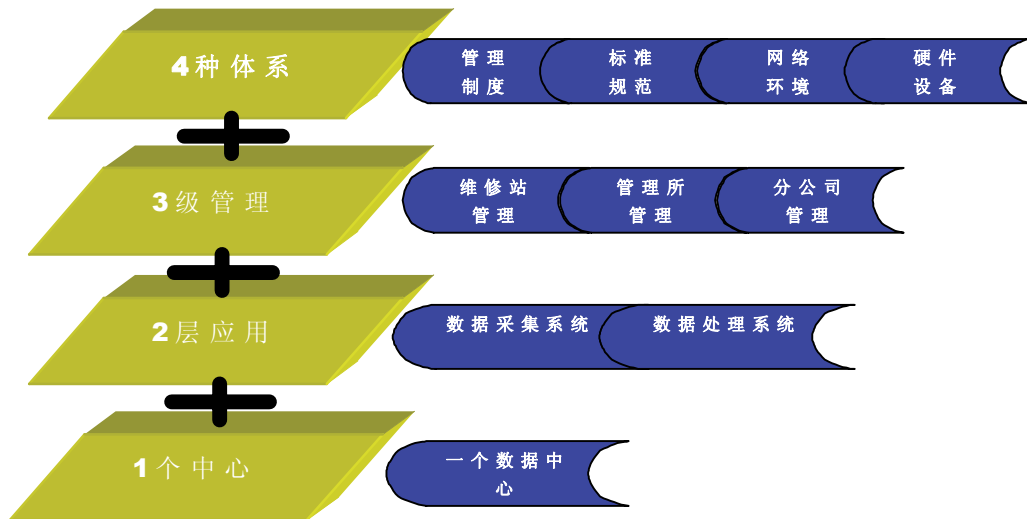 4种体系
管理
制度
标准
规范
网络
环境
硬件
设备
3级管理
维修站
管理
管理所
管理
分公司
管理
2层应用
数据采集系统
数据处理系统
1个中心
一个数据中
心